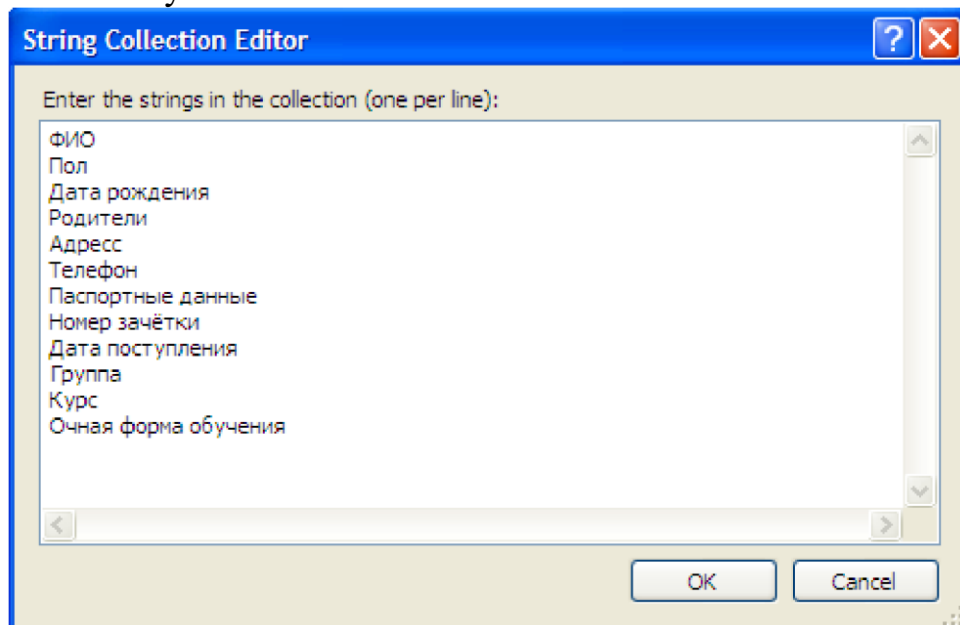 String Collection Editor
Enter the strings in the collection (one per line):
ФИО
Пол
Дата рождения
Родители
Адресс
Телефон
Паспортные данные
Номер зачётки
Дата поступления
Группа
Курс
Очная форма обучения
OK Cancel